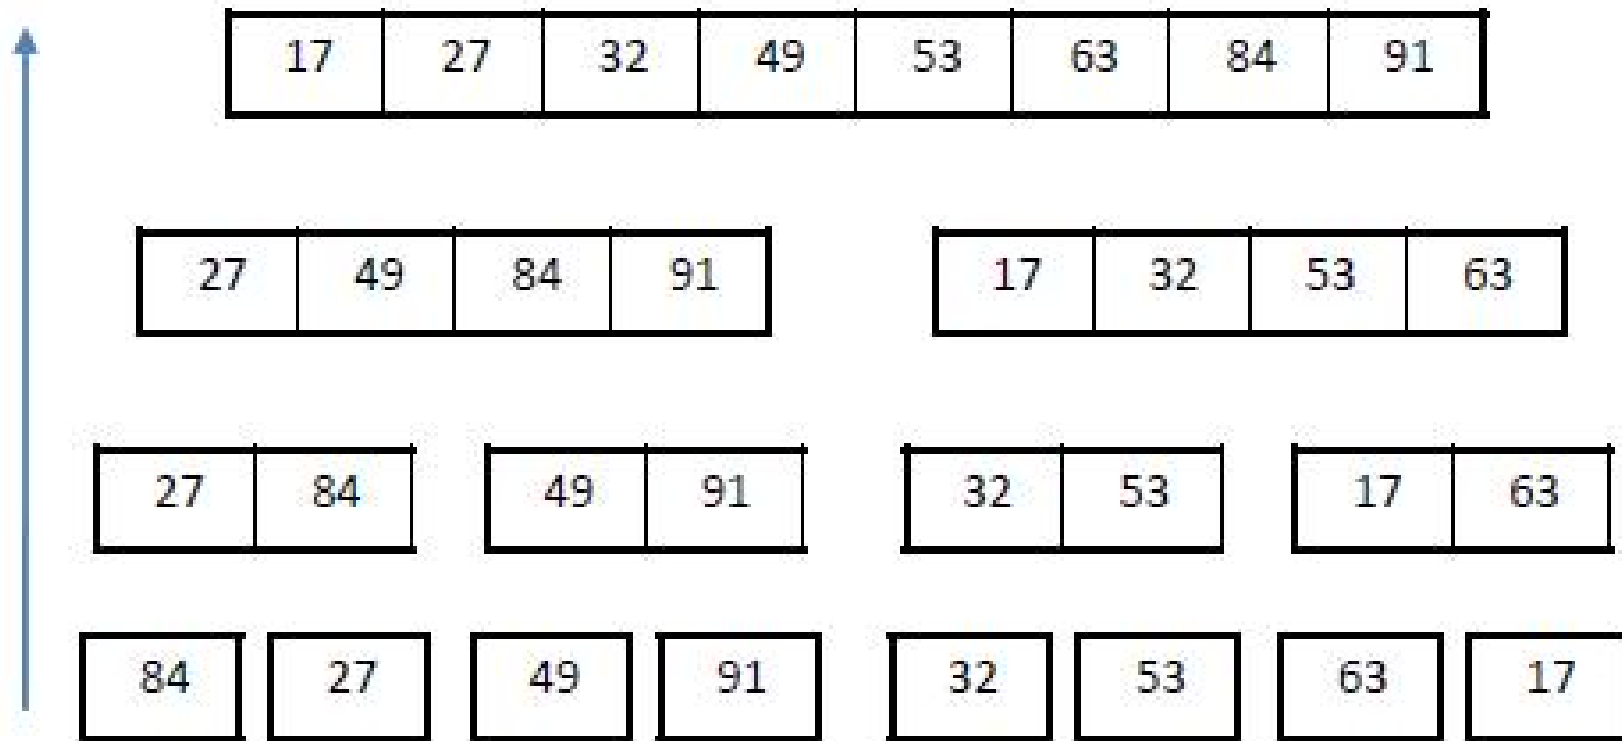 17 27 32 49 53 63 84 91
27 49 84 91 17 32 53 63
27 84 49 91 32 53 17 63
84 27 49 91 32 53 63 17